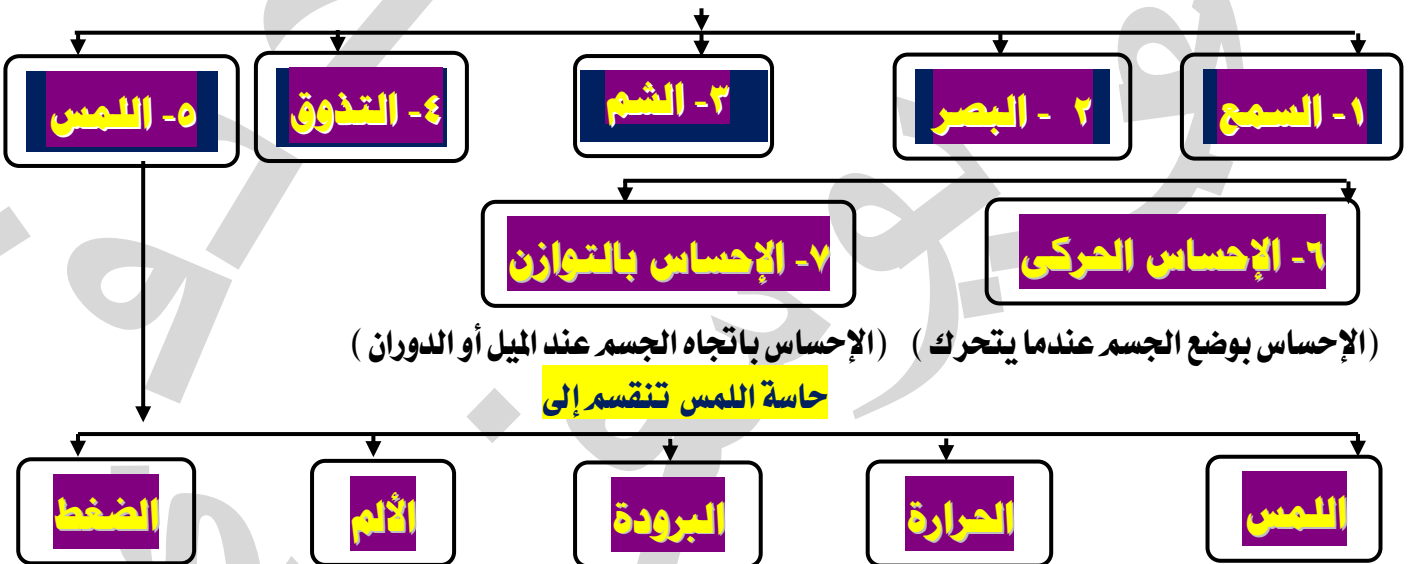 ١- السمع ٢ - البصر ٣- الشم ٤- التذوق ٥- اللمس
٦- الإحساس الحركى ٧- الإحساس بالتوازن
(الإحساس بوضع الجسم عندما يتحرك ) (الإحساس باتجاه الجسم عند الميل أو الدوران )
حاسة اللمس تنقسم إلى
اللمس الحرارة البرودة الألم الضغط